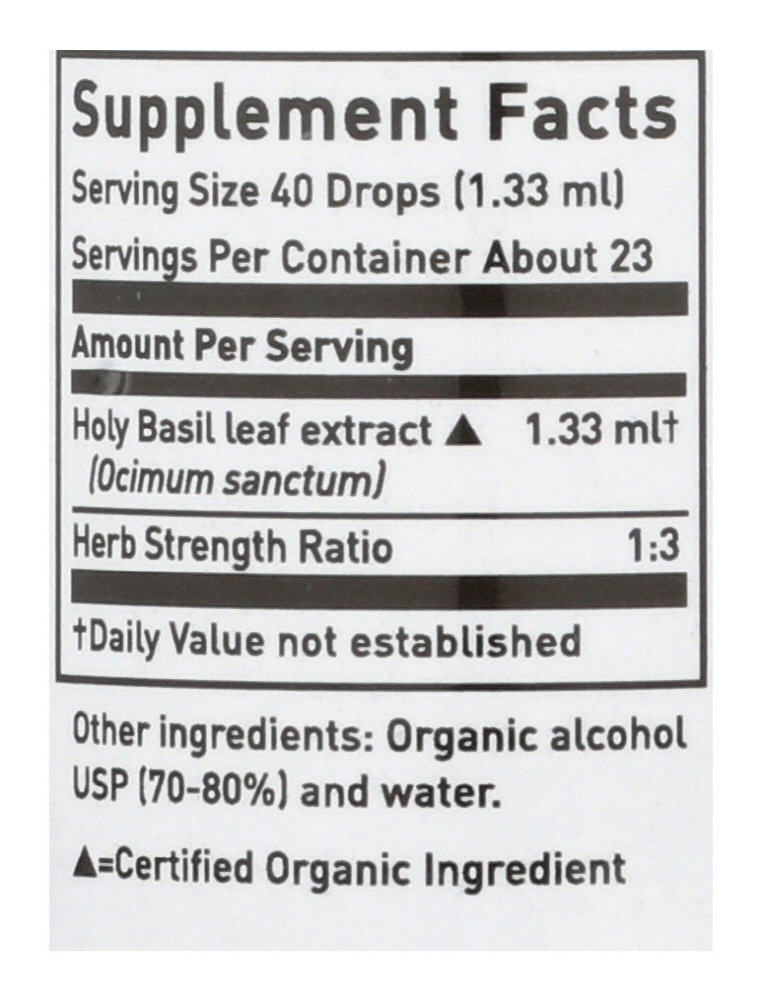 Supplement Facts
Serving Size 40 Drops (1.33 ml)
Servings Per Container About 23
Amount Per Serving
Holy Basil leaf extract ▲ 1.33 ml†
(Ocimum sanctum)
Herb Strength Ratio 1:3
†Daily Value not established
Other ingredients: Organic alcohol
USP (70-80%) and water.
▲=Certified Organic Ingredient